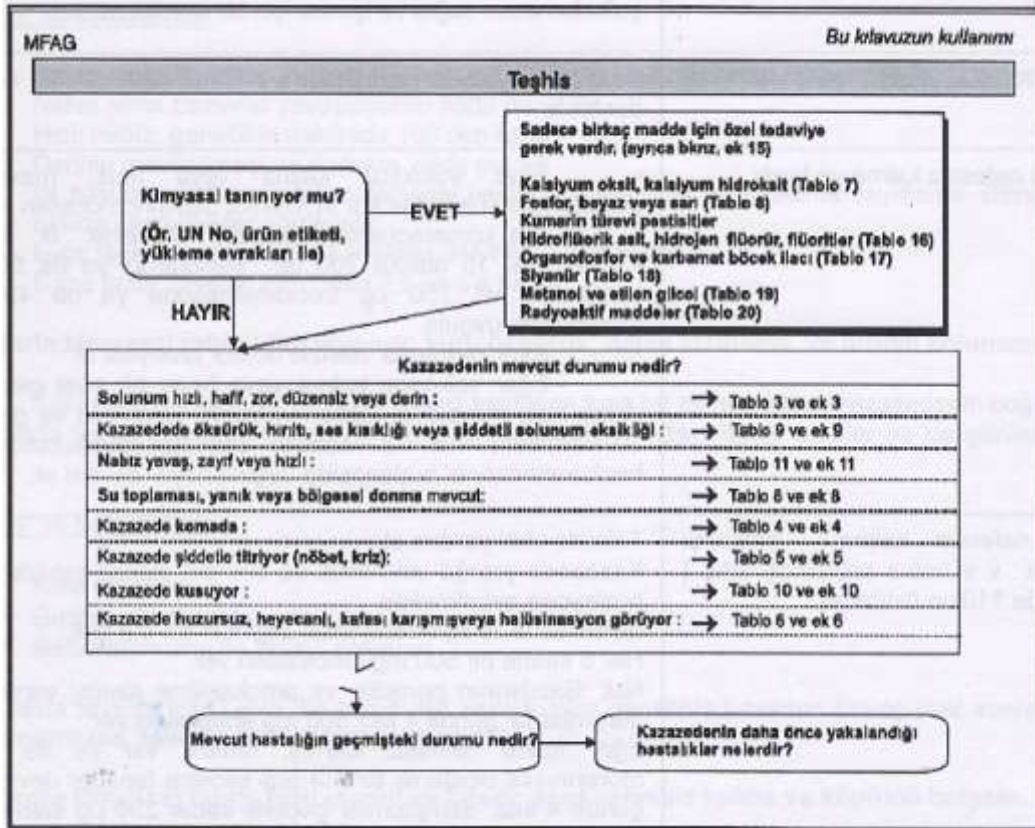 MFAG
Bu kılavuzun kullanımı
Teşhis
Kimyasal tanınıyor mu?
(Ör. UN No, ürün etiketi,
yükleme evrakları ile)
EVET
HAYIR
Sadece birkaç madde için özel tedaviye
gerek vardır, (ayrıca bknz, ek 15)
Kalsiyum oksit, kalsiyum hidroksit (Tablo 7)
Fosfor, beyaz veya sarı (Tablo 8)
Kumarin türevi pestisitler
Hidroflüorik asit, hidrojen flüorür, flüoritler (Tablo 16)
Organofosfor ve karbamat böcek ilacı (Tablo 17)
Siyanür (Tablo 18)
Metanol ve etilen glicol (Tablo 19)
Radyoaktif maddeler (Tablo 20)
Kazazedenin mevcut durumu nedir?
Solunum hızlı, hafif, zor, düzensiz veya derin : → Tablo 3 ve ek 3
Kazazedede öksürük, hırıltı, ses kısıklığı veya şiddetli solunum eksikliği : → Tablo 9 ve ek 9
Nabız yavaş, zayıf veya hızlı : → Tablo 11 ve ek 11
Su toplaması, yanık veya bölgesel donma mevcut: → Tablo 8 ve ek 8
Kazazede komada : → Tablo 4 ve ek 4
Kazazede şiddetle titriyor (nöbet, kriz): → Tablo 5 ve ek 5
Kazazede kusuyor : → Tablo 10 ve ek 10
Kazazede huzursuz, heyecanlı, kafası karışmışveya halüsinasyon görüyor : → Tablo 6 ve ek 6
Mevcut hastalığın geçmişteki durumu nedir?
Kazazedenin daha önce yakalandığı
hastalıklar nelerdir?